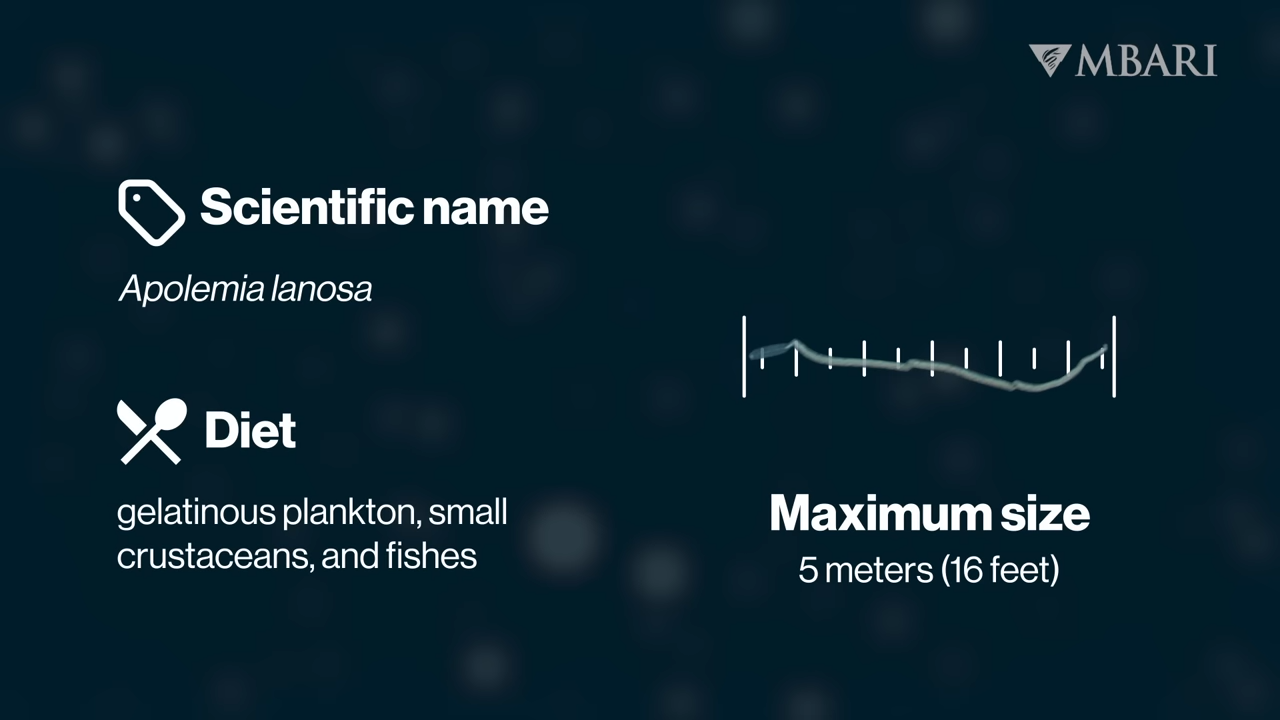 MBARI
Scientific name
Apolemia lanosa
Diet
gelatinous plankton, small
crustaceans, and fishes
Maximum size
5 meters (16 feet)